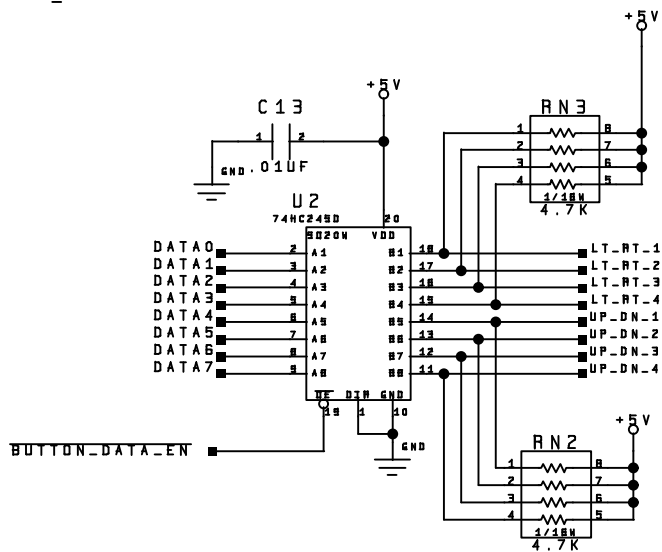 +5V
+5V
C13
RN3
1 2
GND
.01UF
1 8
2 7
3 6
4 5
1/16W
4.7K
U2
74HC245D
20
SO20W VDD
DATA0 2 A1 B1 18 LT_RT_1
DATA1 3 A2 B2 17 LT_RT_2
DATA2 4 A3 B3 16 LT_RT_3
DATA3 5 A4 B4 15 LT_RT_4
DATA4 6 A5 B5 14 UP_DN_1
DATA5 7 A6 B6 13 UP_DN_2
DATA6 8 A7 B7 12 UP_DN_3
DATA7 9 A8 B8 11 UP_DN_4
OE DIR GND
19 1 10
+5V
BUTTON_DATA_EN
GND
RN2
1 8
2 7
3 6
4 5
1/16W
4.7K